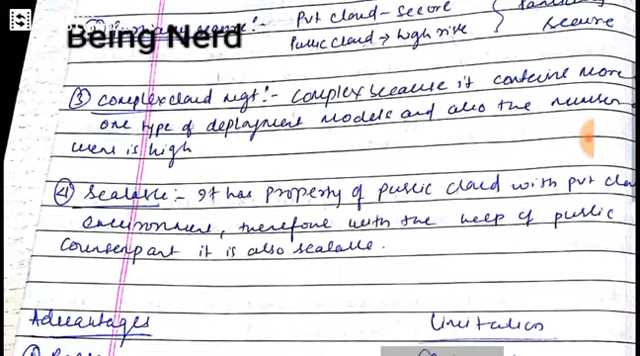 Pvt cloud - secure
Being Nerd
Public cloud → high risk } secure
③ Complex cloud mgt :- Complex because it contains more
one type of deployment models and also the number
users is high
④ Scalable :- It has property of public cloud with pvt clo
environment, therefore with the help of public
counterpart it is also scalable.
Advantages Limitation